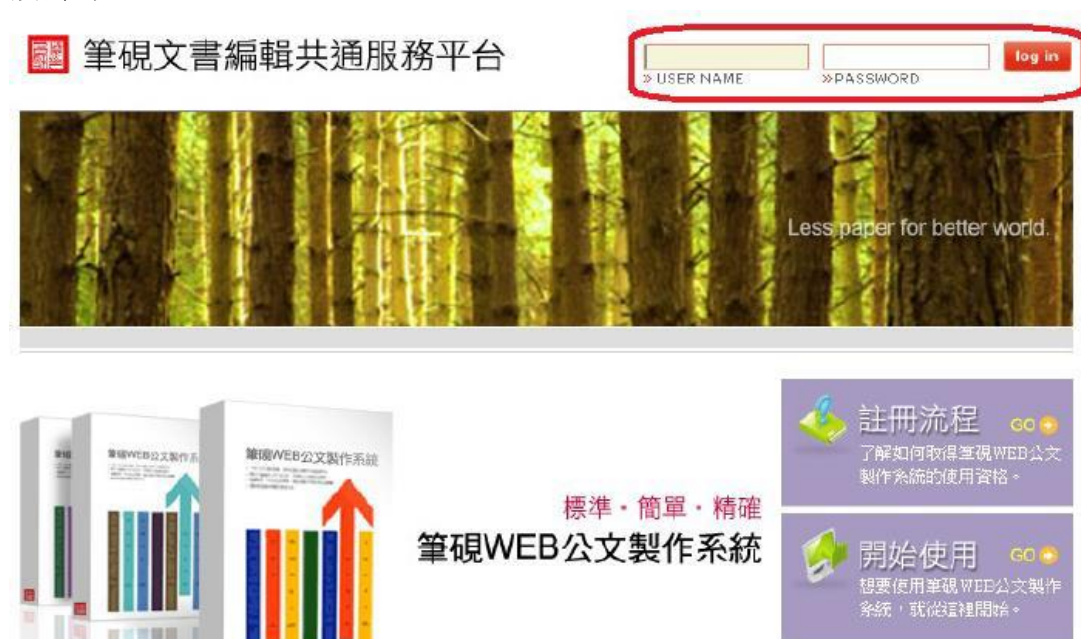 筆硯文書編輯共通服務平台
log in
» USER NAME
»PASSWORD
Less paper for better world.
註冊流程 GO
了解如何取得筆硯WEB公文
製作系統的使用資格。
筆硯WEB公文製作系統
標準・簡單・精確
筆硯WEB公文製作系統
開始使用 GO
想要使用筆硯WEB公文製作
系統，就從這裡開始。